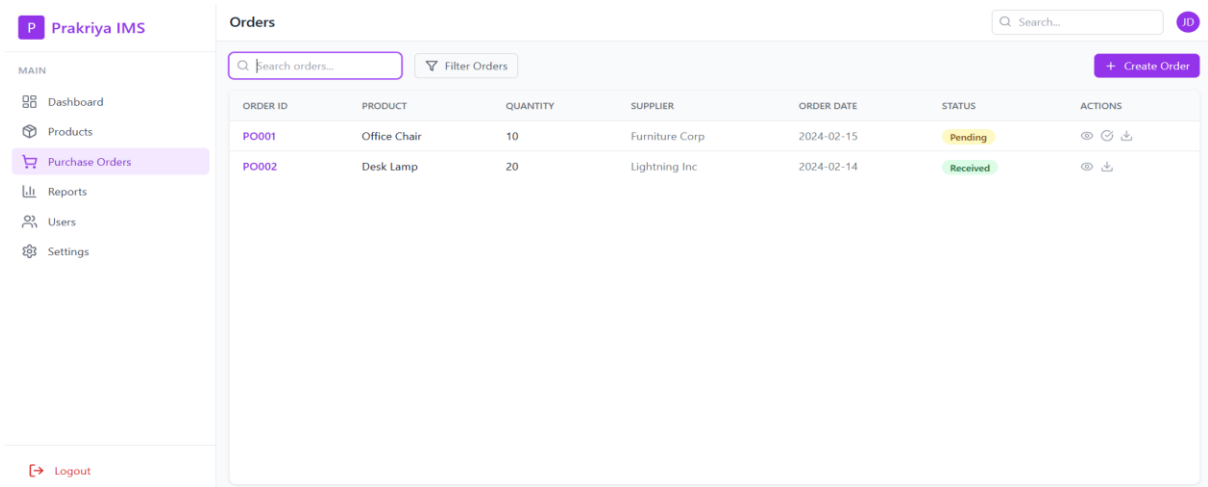 P Prakriya IMS
Orders
Search...
JD
MAIN
Dashboard
Products
Purchase Orders
Reports
Users
Settings
Logout
Search orders...
Filter Orders
+ Create Order
ORDER ID PRODUCT QUANTITY SUPPLIER ORDER DATE STATUS ACTIONS
PO001 Office Chair 10 Furniture Corp 2024-02-15 Pending
PO002 Desk Lamp 20 Lightning Inc 2024-02-14 Received